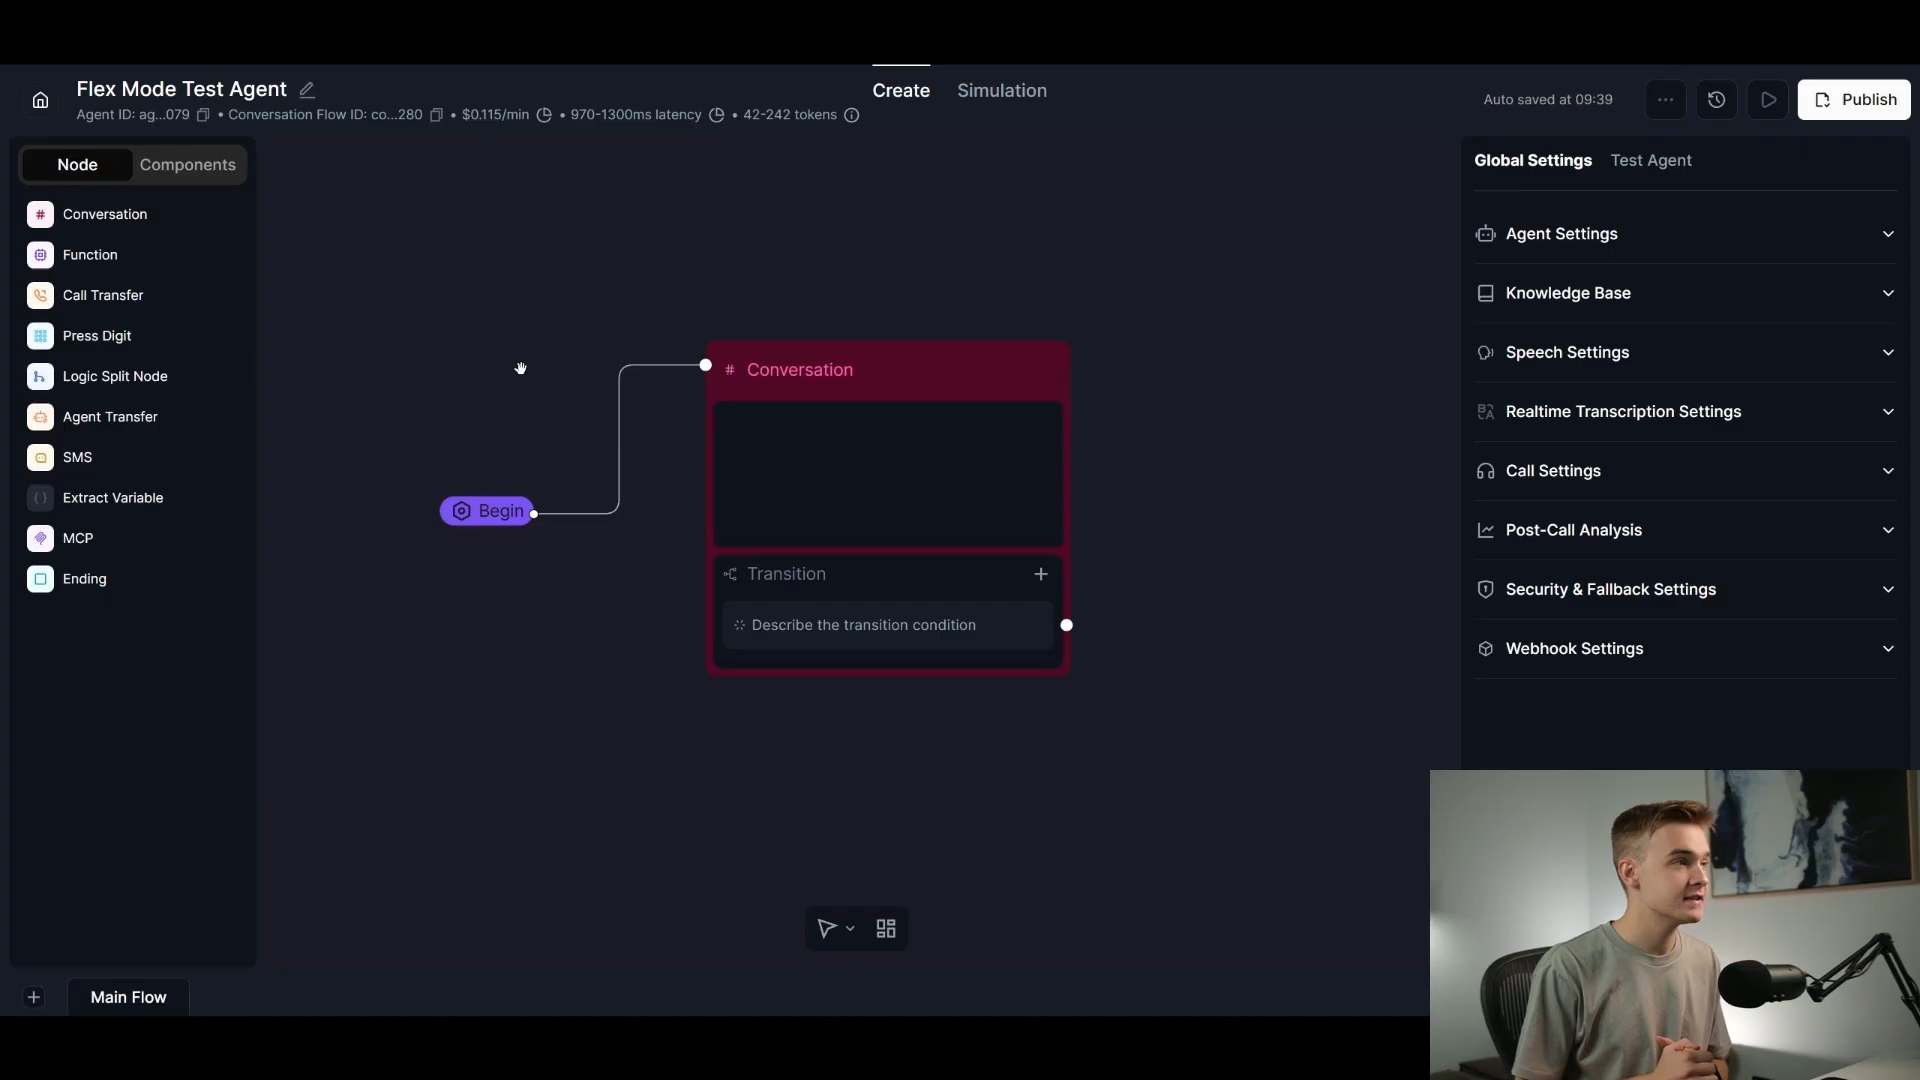 Flex Mode Test Agent
Agent ID: ag...079 • Conversation Flow ID: co...280 • $0.115/min • 970-1300ms latency • 42-242 tokens
Create
Simulation
Auto saved at 09:39
Publish
Node
Components
Conversation
Function
Call Transfer
Press Digit
Logic Split Node
Agent Transfer
SMS
Extract Variable
MCP
Ending
Begin
# Conversation
Transition
Describe the transition condition
Global Settings
Test Agent
Agent Settings
Knowledge Base
Speech Settings
Realtime Transcription Settings
Call Settings
Post-Call Analysis
Security & Fallback Settings
Webhook Settings
Main Flow